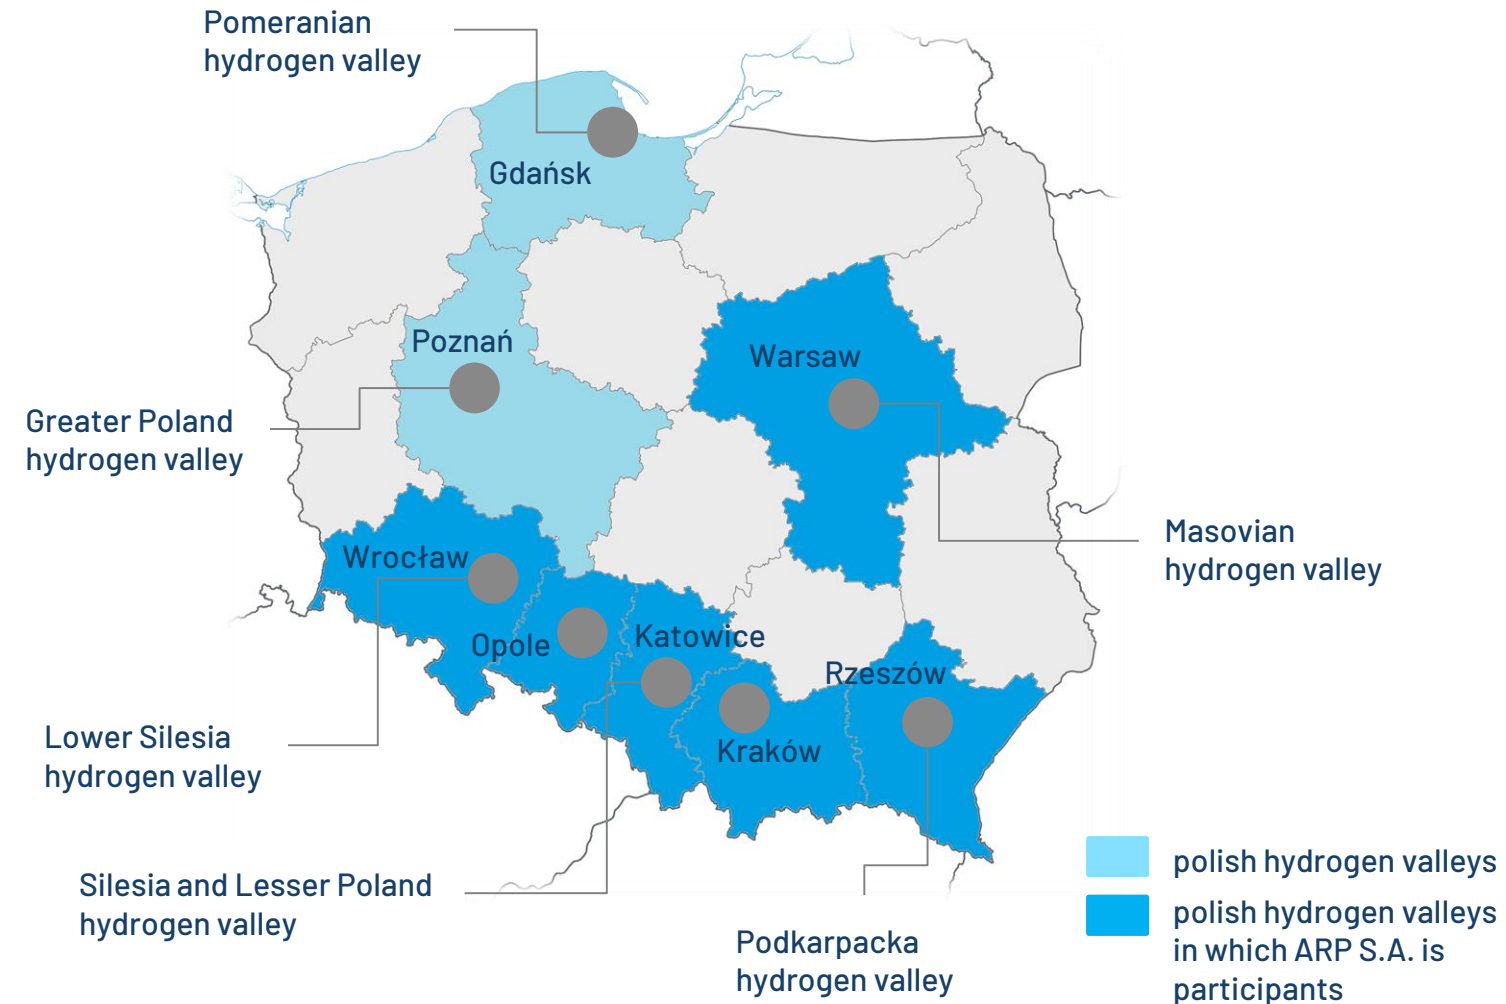 Pomeranian
hydrogen valley
Gdańsk
Poznań
Warsaw
Greater Poland
hydrogen valley
Masovian
hydrogen valley
Wrocław
Opole
Katowice
Rzeszów
Kraków
Lower Silesia
hydrogen valley
Silesia and Lesser Poland
hydrogen valley
Podkarpacka
hydrogen valley
polish hydrogen valleys
polish hydrogen valleys
in which ARP S.A. is
participants